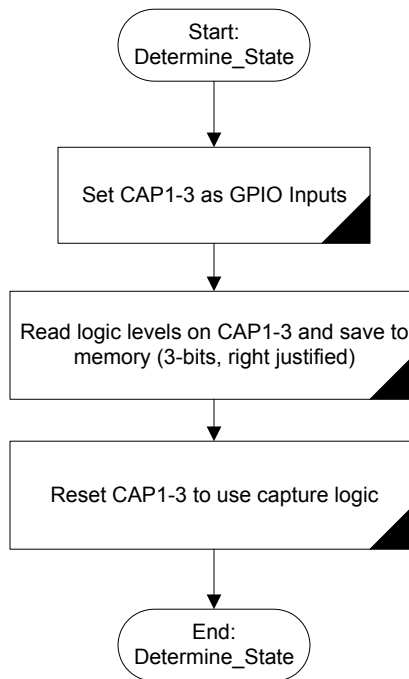 Start:
Determine_State
Set CAP1-3 as GPIO Inputs
Read logic levels on CAP1-3 and save to
memory (3-bits, right justified)
Reset CAP1-3 to use capture logic
End:
Determine_State